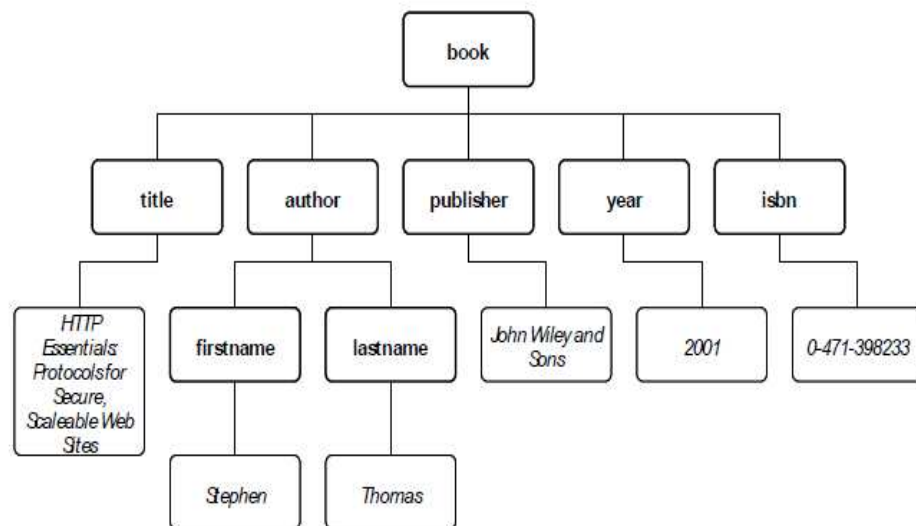 book
title
author
publisher
year
isbn
HTTP
Essentials:
Protocols for
Secure,
Scaleable Web
Sites
firstname
lastname
John Wiley and
Sons
2001
0-471-398233
Stephen
Thomas